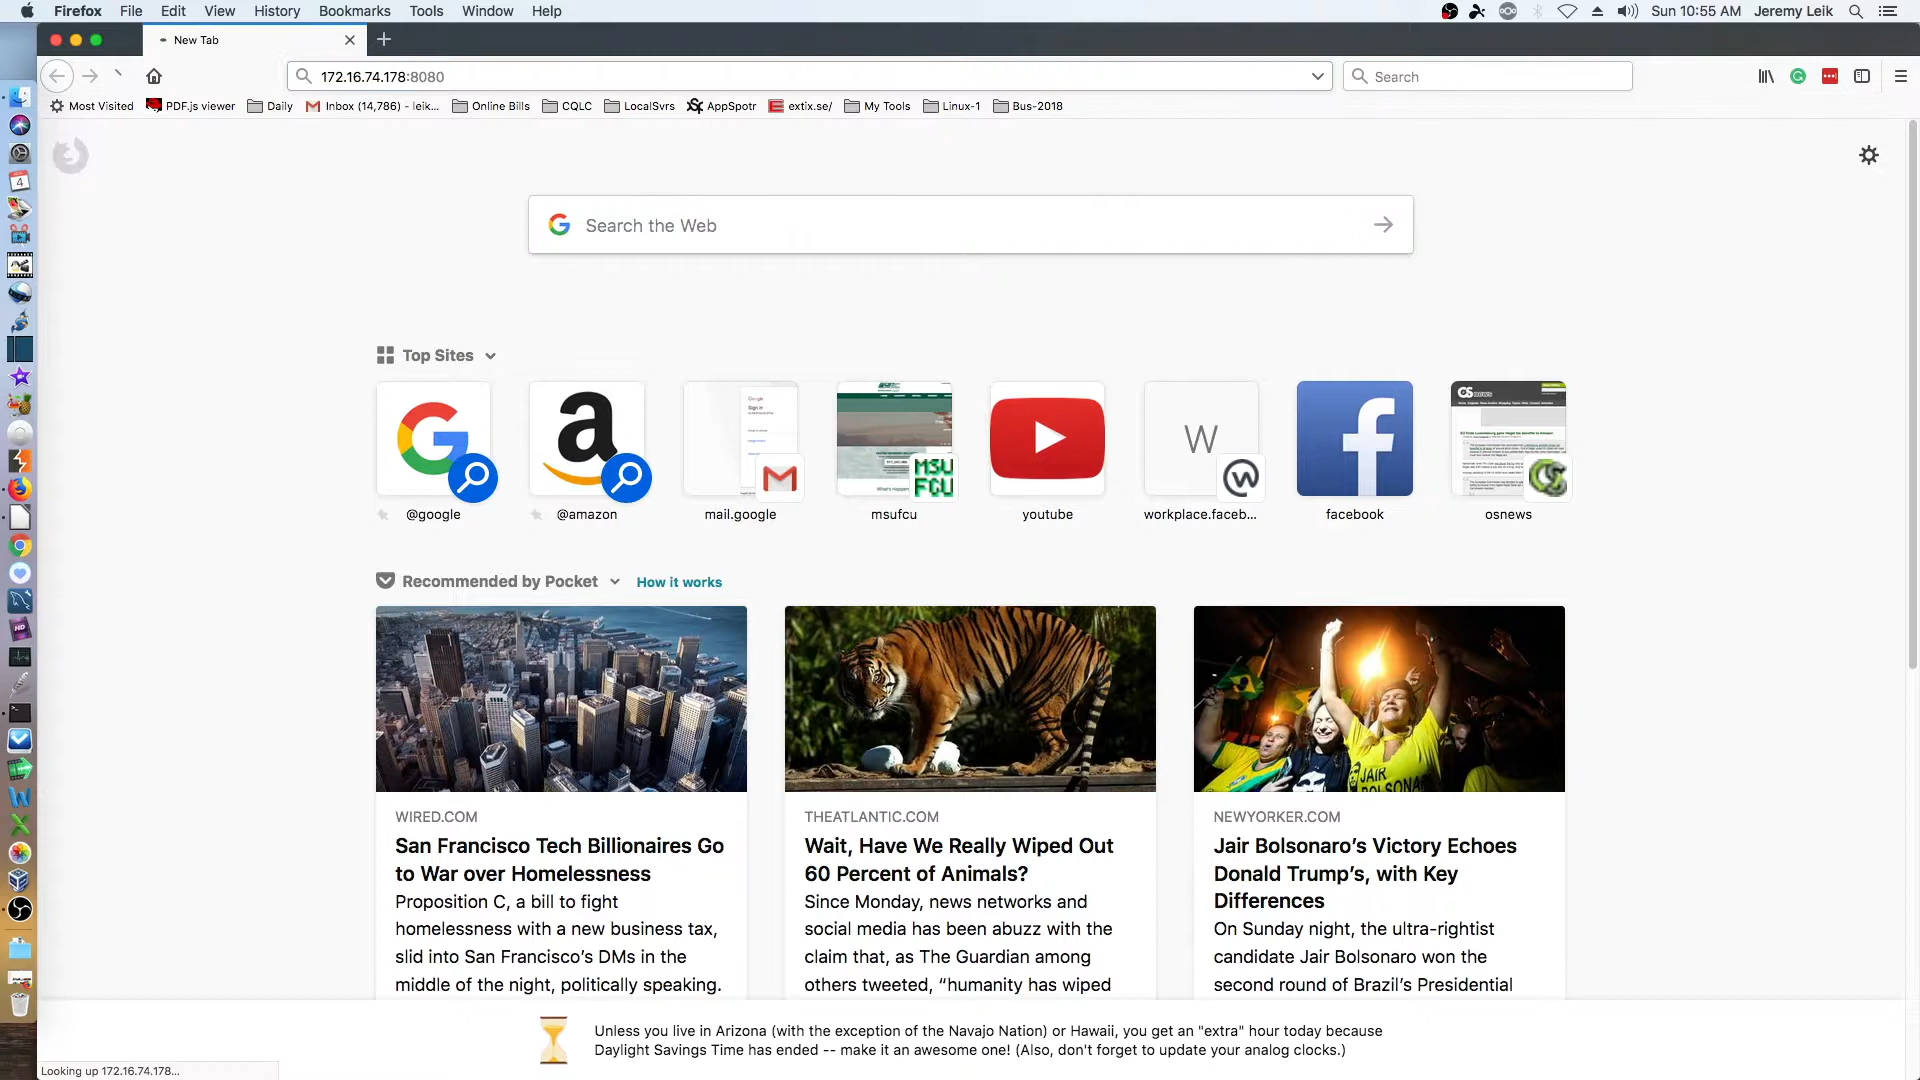 Firefox File Edit View History Bookmarks Tools Window Help
Sun 10:55 AM Jeremy Leik
New Tab
172.16.74.178:8080
Search
Most Visited PDF.js viewer Daily Inbox (14,786) - leik... Online Bills CQLC LocalSvrs AppSpotr extix.se/ My Tools Linux-1 Bus-2018
Search the Web
Top Sites
W
MSU
FCU
@google @amazon mail.google msufcu youtube workplace.faceb... facebook osnews
Recommended by Pocket How it works
WIRED.COM
San Francisco Tech Billionaires Go
to War over Homelessness
Proposition C, a bill to fight
homelessness with a new business tax,
slid into San Francisco’s DMs in the
middle of the night, politically speaking.
THEATLANTIC.COM
Wait, Have We Really Wiped Out
60 Percent of Animals?
Since Monday, news networks and
social media has been abuzz with the
claim that, as The Guardian among
others tweeted, “humanity has wiped
JAIR
NEWYORKER.COM
Jair Bolsonaro’s Victory Echoes
Donald Trump’s, with Key
Differences
On Sunday night, the ultra-rightist
candidate Jair Bolsonaro won the
second round of Brazil’s Presidential
Unless you live in Arizona (with the exception of the Navajo Nation) or Hawaii, you get an "extra" hour today because
Daylight Savings Time has ended -- make it an awesome one! (Also, don't forget to update your analog clocks.)
Looking up 172.16.74.178...